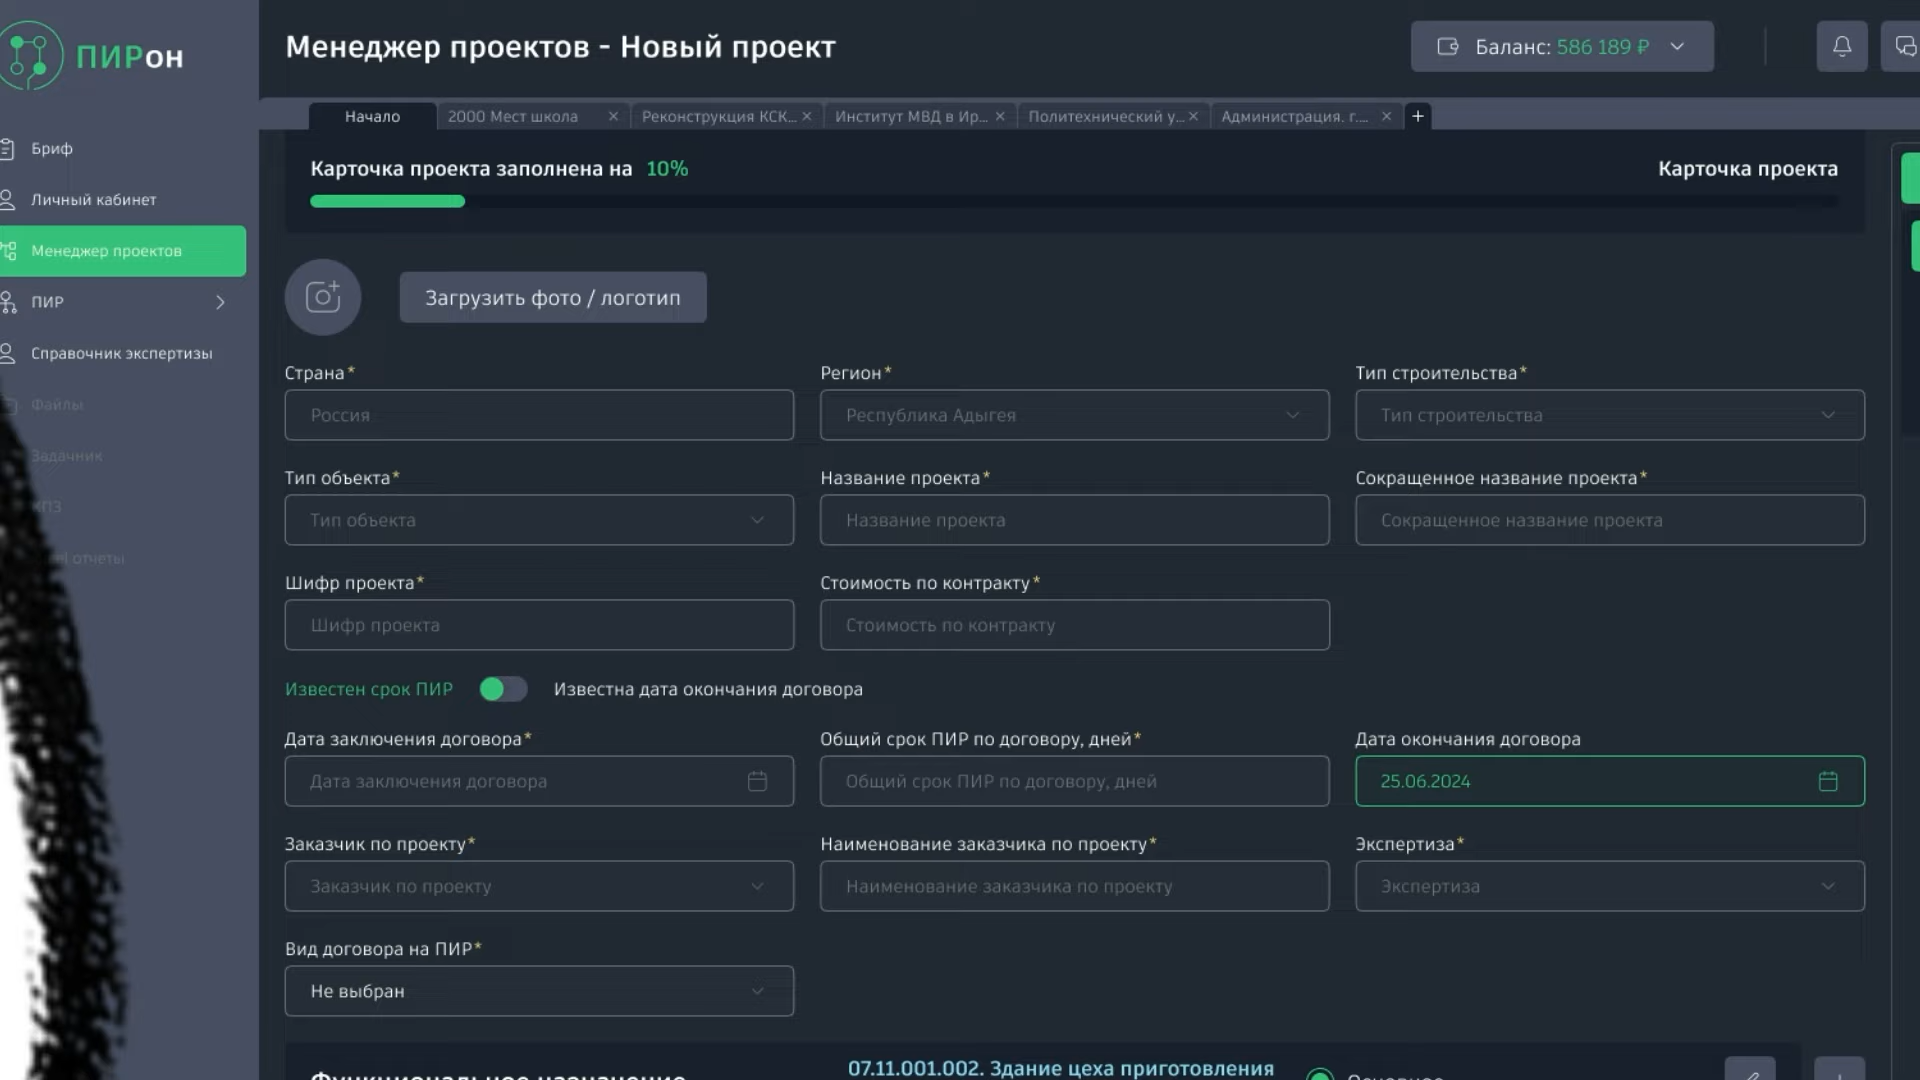 ПИРон
Менеджер проектов - Новый проект
Баланс: 586 189 ₽
Начало
2000 Мест школа
Реконструкция КСК...
Институт МВД в Ир...
Политехнический у...
Администрация. г....
Бриф
Личный кабинет
Менеджер проектов
ПИР
Справочник экспертизы
Файлы
Задачник
отчеты
Карточка проекта заполнена на 10%
Карточка проекта
Загрузить фото / логотип
Страна*
Регион*
Тип строительства*
Россия
Республика Адыгея
Тип строительства
Тип объекта*
Название проекта*
Сокращенное название проекта*
Тип объекта
Название проекта
Сокращенное название проекта
Шифр проекта*
Стоимость по контракту*
Шифр проекта
Стоимость по контракту
Известен срок ПИР
Известна дата окончания договора
Дата заключения договора*
Общий срок ПИР по договору, дней*
Дата окончания договора
Дата заключения договора
Общий срок ПИР по договору, дней
25.06.2024
Заказчик по проекту*
Наименование заказчика по проекту*
Экспертиза*
Заказчик по проекту
Наименование заказчика по проекту
Экспертиза
Вид договора на ПИР*
Не выбран
Функциональное назначение
07.11.001.002. Здание цеха приготовления
Основное